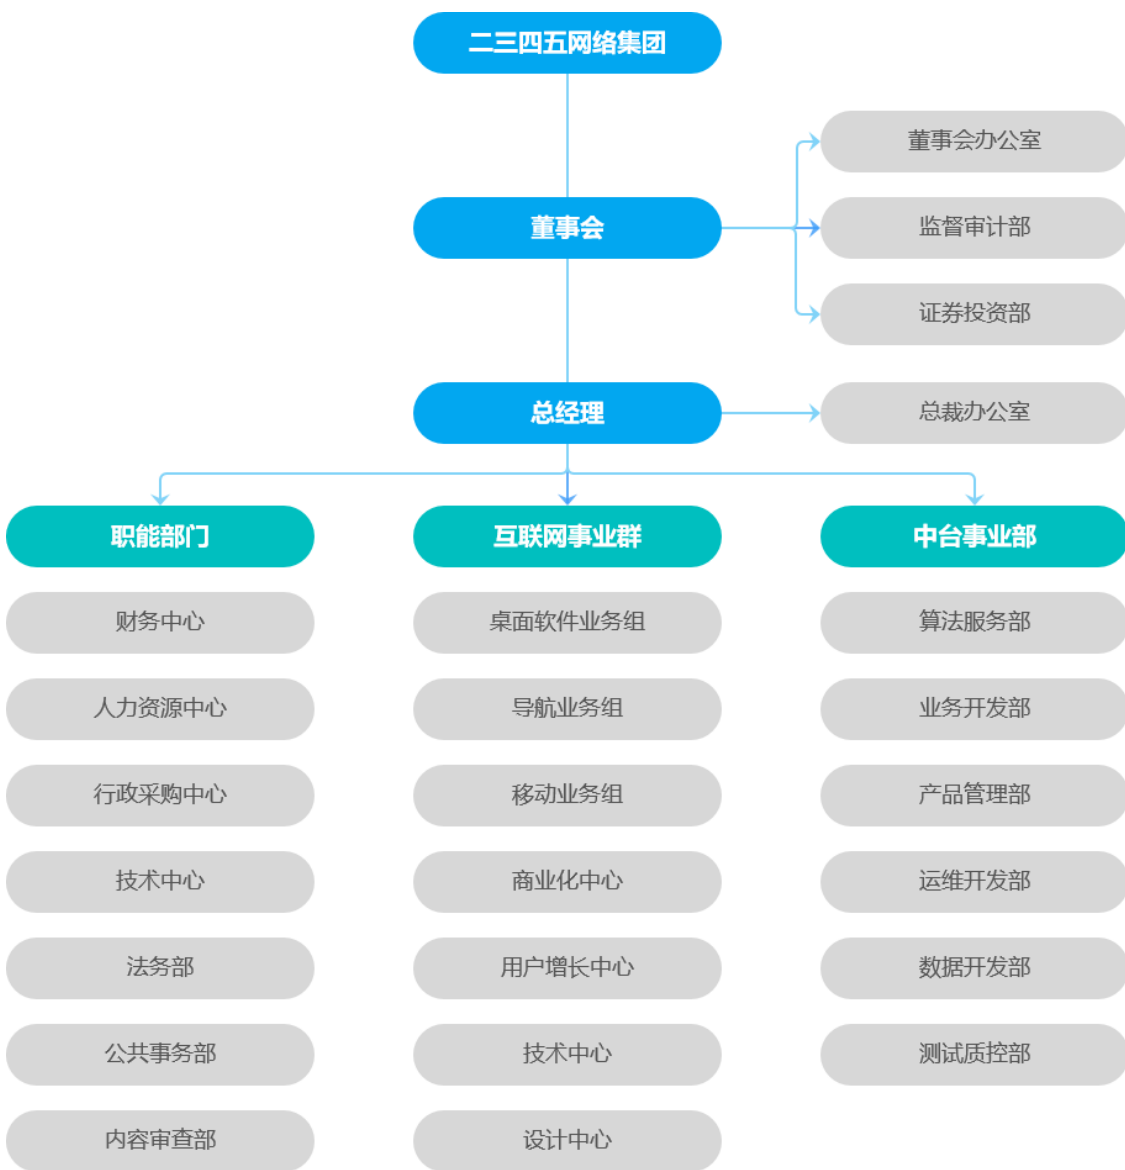 二三四五网络集团
董事会办公室
董事会
监督审计部
证券投资部
总经理
总裁办公室
职能部门
互联网事业群
中台事业部
财务中心
桌面软件业务组
算法服务部
人力资源中心
导航业务组
业务开发部
行政采购中心
移动业务组
产品管理部
技术中心
商业化中心
运维开发部
法务部
用户增长中心
数据开发部
公共事务部
技术中心
测试质控部
内容审查部
设计中心